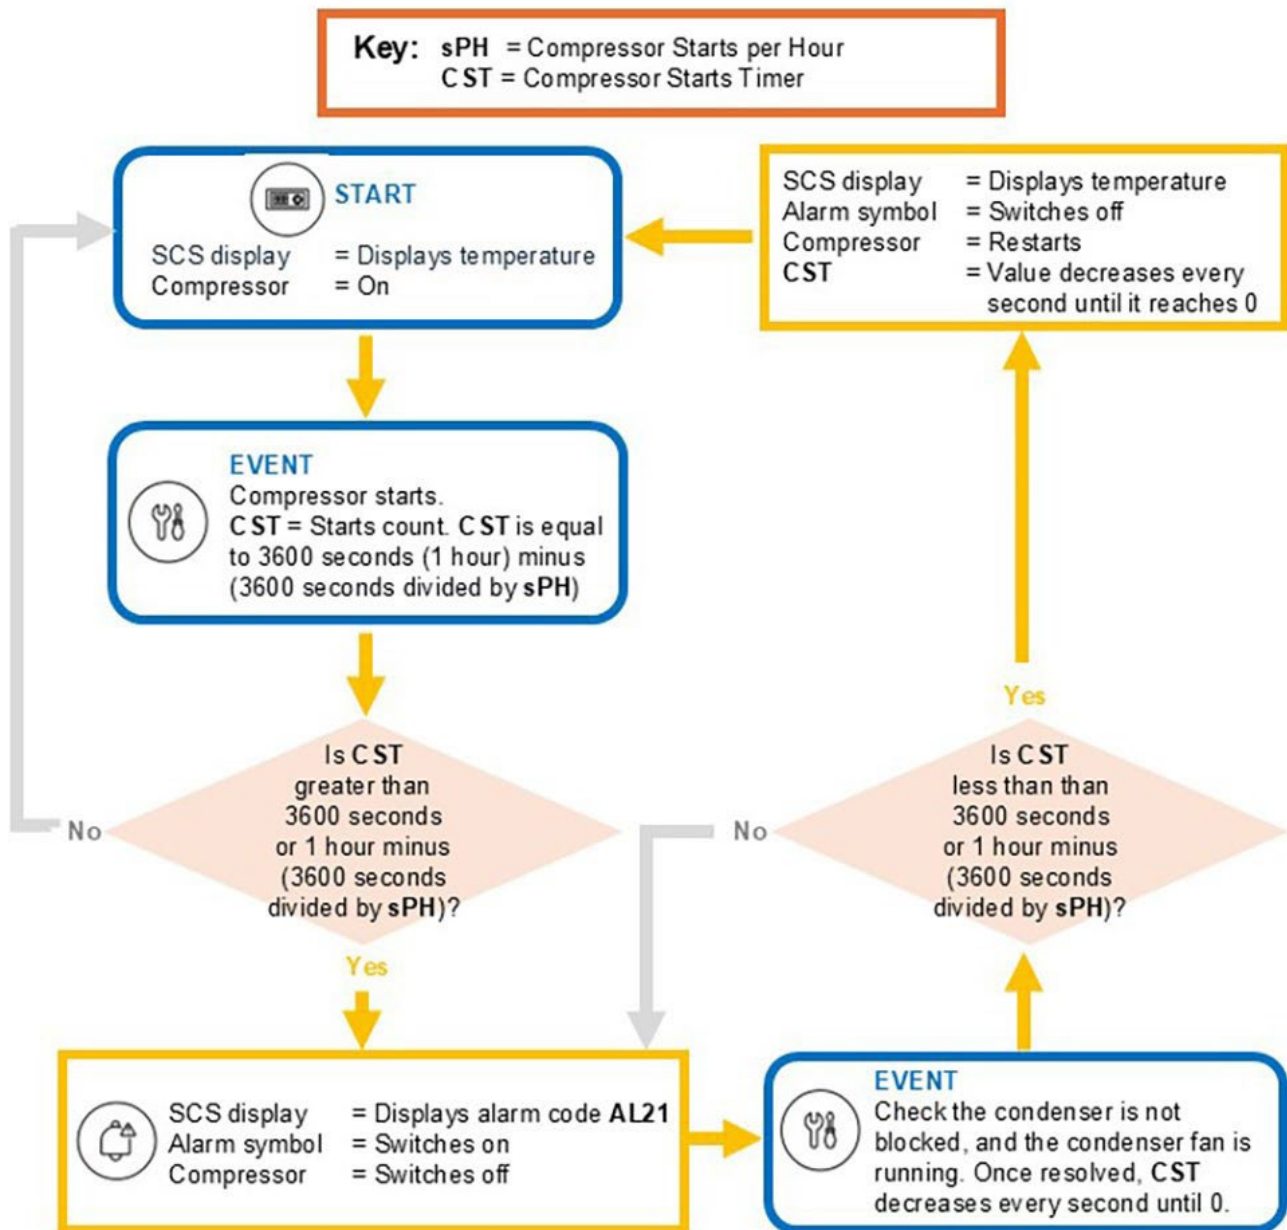 Key: sPH = Compressor Starts per Hour
CST = Compressor Starts Timer
START
SCS display = Displays temperature
Compressor = On
SCS display = Displays temperature
Alarm symbol = Switches off
Compressor = Restarts
CST = Value decreases every
second until it reaches 0
EVENT
Compressor starts.
CST = Starts count. CST is equal
to 3600 seconds (1 hour) minus
(3600 seconds divided by sPH)
Is CST
greater than
3600 seconds
or 1 hour minus
(3600 seconds
divided by sPH)?
No
Yes
Yes
Is CST
less than than
3600 seconds
or 1 hour minus
(3600 seconds
divided by sPH)?
No
SCS display = Displays alarm code AL21
Alarm symbol = Switches on
Compressor = Switches off
EVENT
Check the condenser is not
blocked, and the condenser fan is
running. Once resolved, CST
decreases every second until 0.